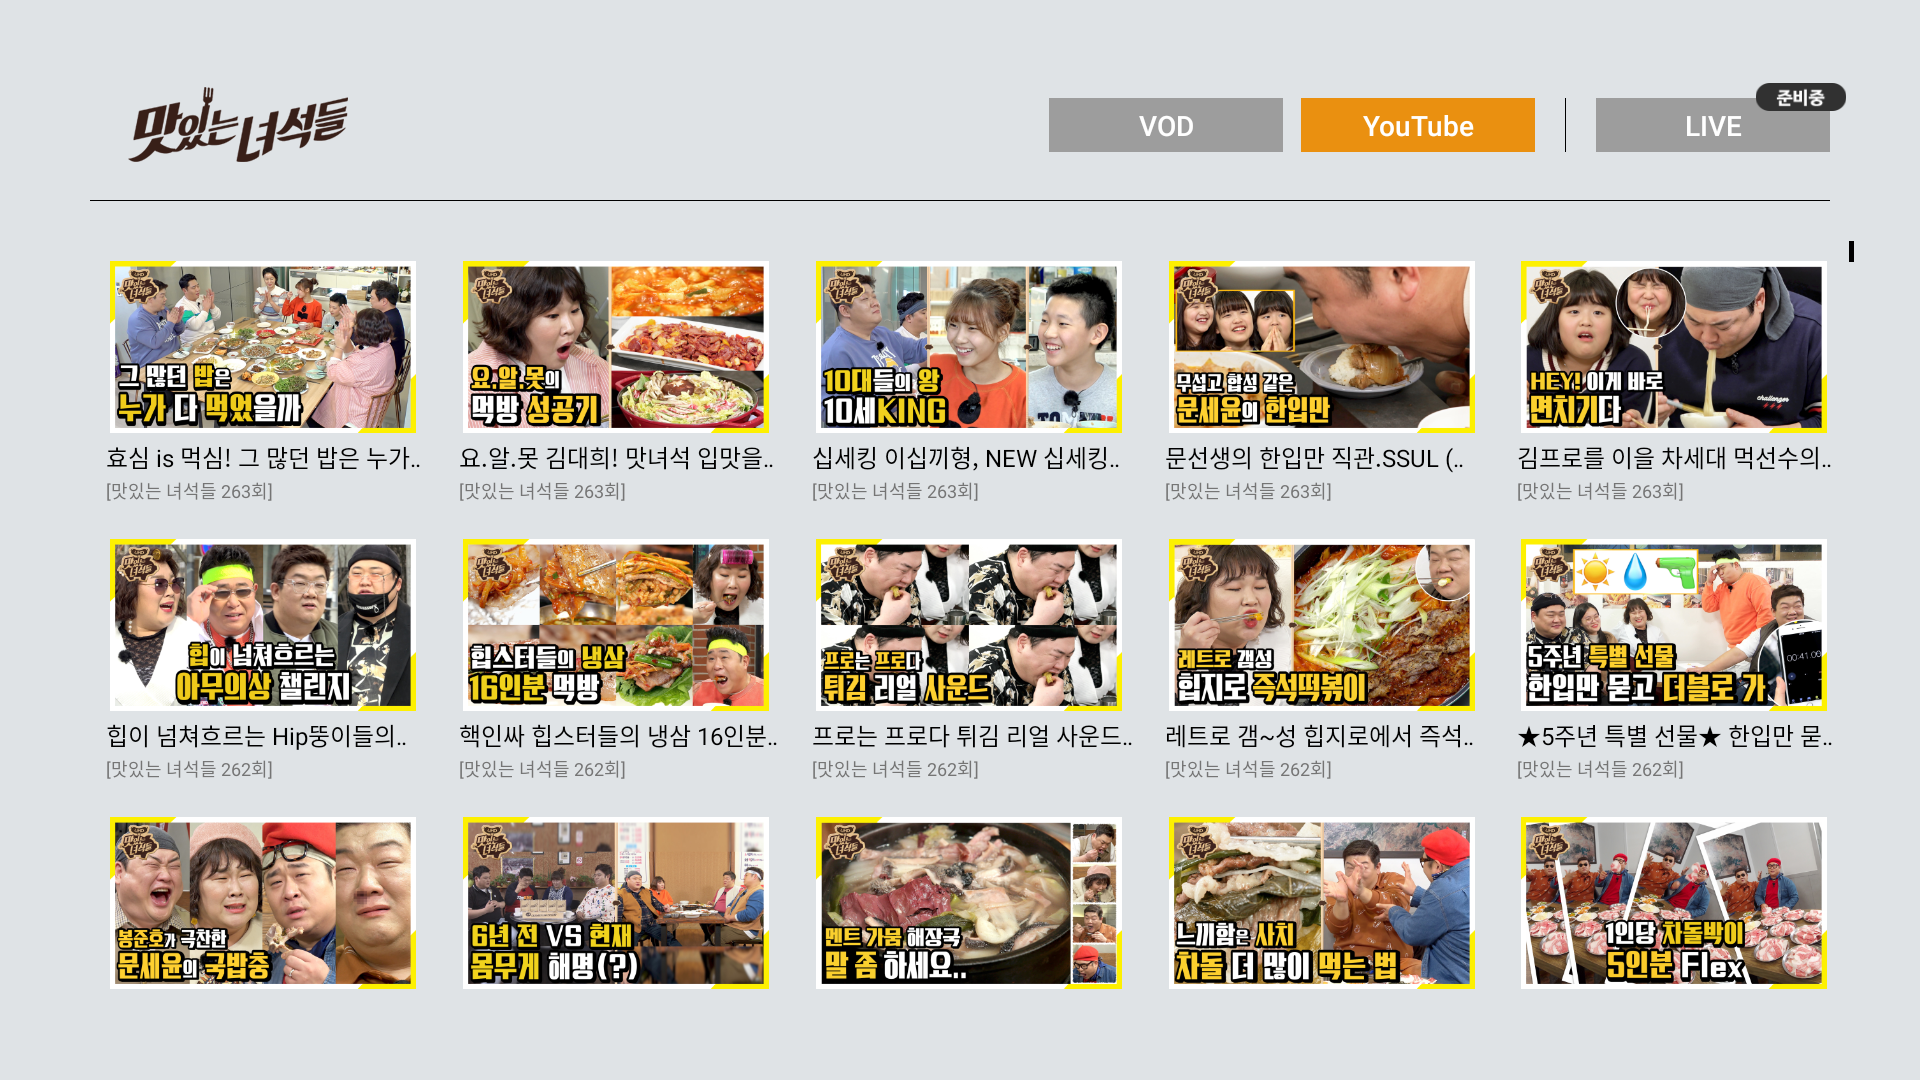 맛있는 녀석들
VOD
YouTube
LIVE
준비중
그 많던 밥은
누가 다 먹었을까
요.알.못의
먹방 성공기
10대들의 왕
10세KING
무섭고 합성 같은
문세윤의 한입만
HEY! 이게 바로
면치기다
효심 is 먹심! 그 많던 밥은 누가..
요.알.못 김대희! 맛녀석 입맛을..
십세킹 이십끼형, NEW 십세킹..
문선생의 한입만 직관.SSUL (..
김프로를 이을 차세대 먹선수의..
[맛있는 녀석들 263회]
[맛있는 녀석들 263회]
[맛있는 녀석들 263회]
[맛있는 녀석들 263회]
[맛있는 녀석들 263회]
힙이 넘쳐흐르는
아무의상 챌린지
힙스터들의 냉삼
16인분 먹방
프로는 프로다
튀김 리얼 사운드
레트로 갬성
힙지로 즉석떡볶이
5주년 특별 선물
한입만 묻고 더블로 가
00:41.00
힙이 넘쳐흐르는 Hip뚱이들의..
핵인싸 힙스터들의 냉삼 16인분..
프로는 프로다 튀김 리얼 사운드..
레트로 갬~성 힙지로에서 즉석..
★5주년 특별 선물★ 한입만 묻..
[맛있는 녀석들 262회]
[맛있는 녀석들 262회]
[맛있는 녀석들 262회]
[맛있는 녀석들 262회]
[맛있는 녀석들 262회]
봉준호가 극찬한
문세윤의 국밥충
6년 전 VS 현재
몸무게 해명(?)
멘트 가뭄 해장국
말 좀 하세요..
느끼함은 사치
차돌 더 많이 먹는 법
1인당 차돌박이
5인분 Flex